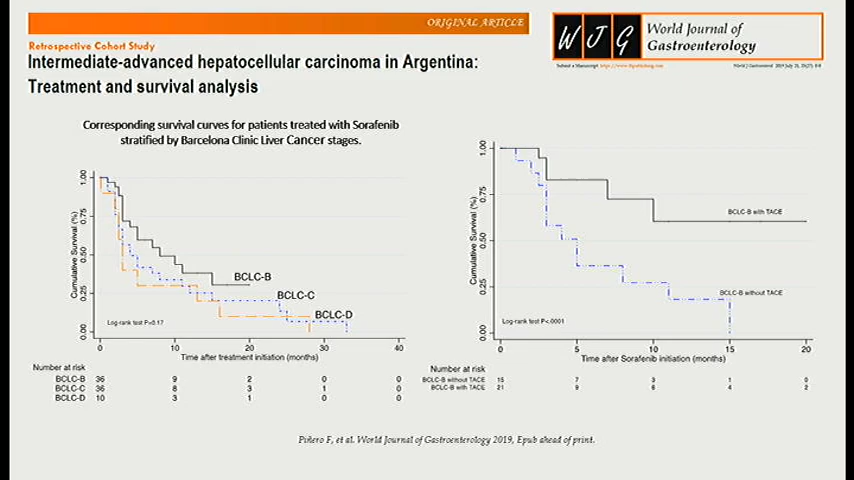 ORIGINAL ARTICLE
WJG
World Journal of
Gastroenterology
Submit a Manuscript: https://www.f6publishing.com
Retrospective Cohort Study
Intermediate-advanced hepatocellular carcinoma in Argentina:
Treatment and survival analysis
Corresponding survival curves for patients treated with Sorafenib
stratified by Barcelona Clinic Liver Cancer stages.
Cumulative Survival (%)
1.00
0.75
0.50
0.25
0.00
BCLC-B
BCLC-C
BCLC-D
Log-rank test P=0.17
0 10 20 30 40
Time after treatment initiation (months)
Number at risk
BCLC-B 36 9 2 0 0
BCLC-C 36 8 3 1 0
BCLC-D 10 3 1 0 0
Cumulative Survival (%)
1.00
0.75
0.50
0.25
0.00
BCLC-B with TACE
BCLC-B without TACE
Log-rank test P<.0001
0 5 10 15 20
Time after Sorafenib initiation (months)
Number at risk
BCLC-B without TACE 15 7 3 1 0
BCLC-B with TACE 21 9 6 4 2
Piñero F, et al. World Journal of Gastroenterology 2019, Epub ahead of print.